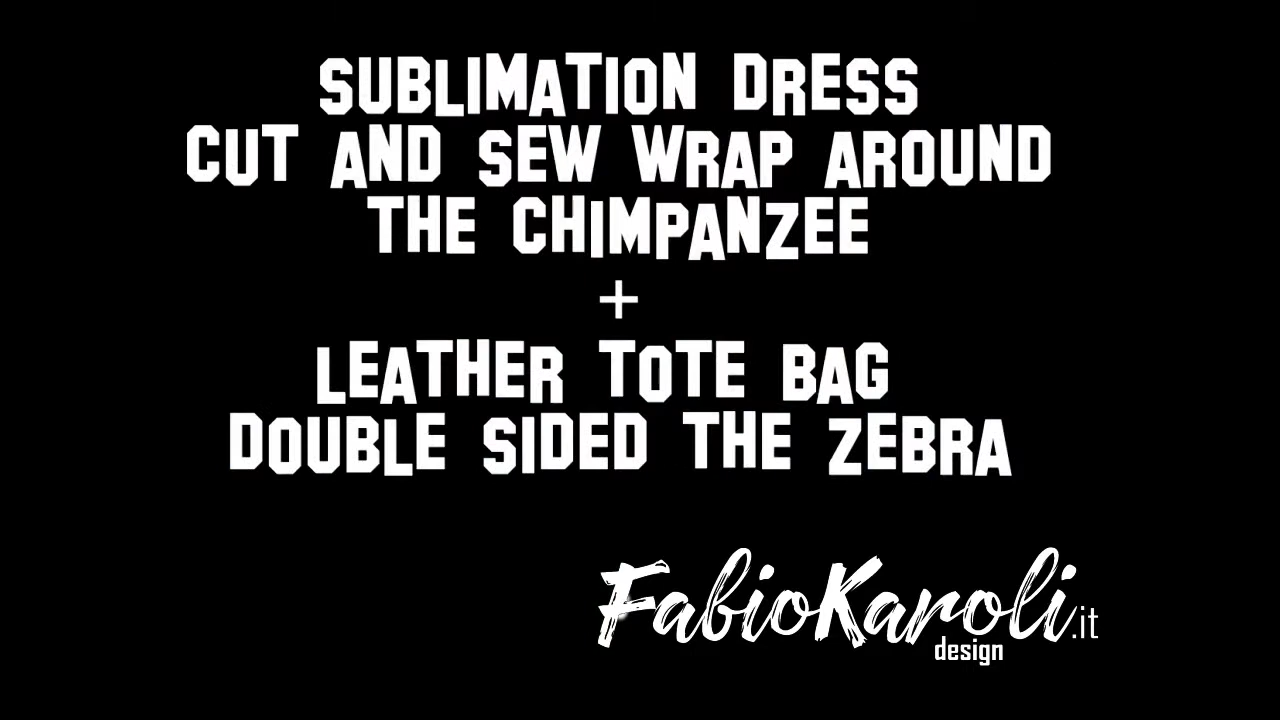 SUBLIMATION DRESS
CUT AND SEW WRAP AROUND
THE CHIMPANZEE
+
LEATHER TOTE BAG
DOUBLE SIDED THE ZEBRA
FabioKaroli.it
design